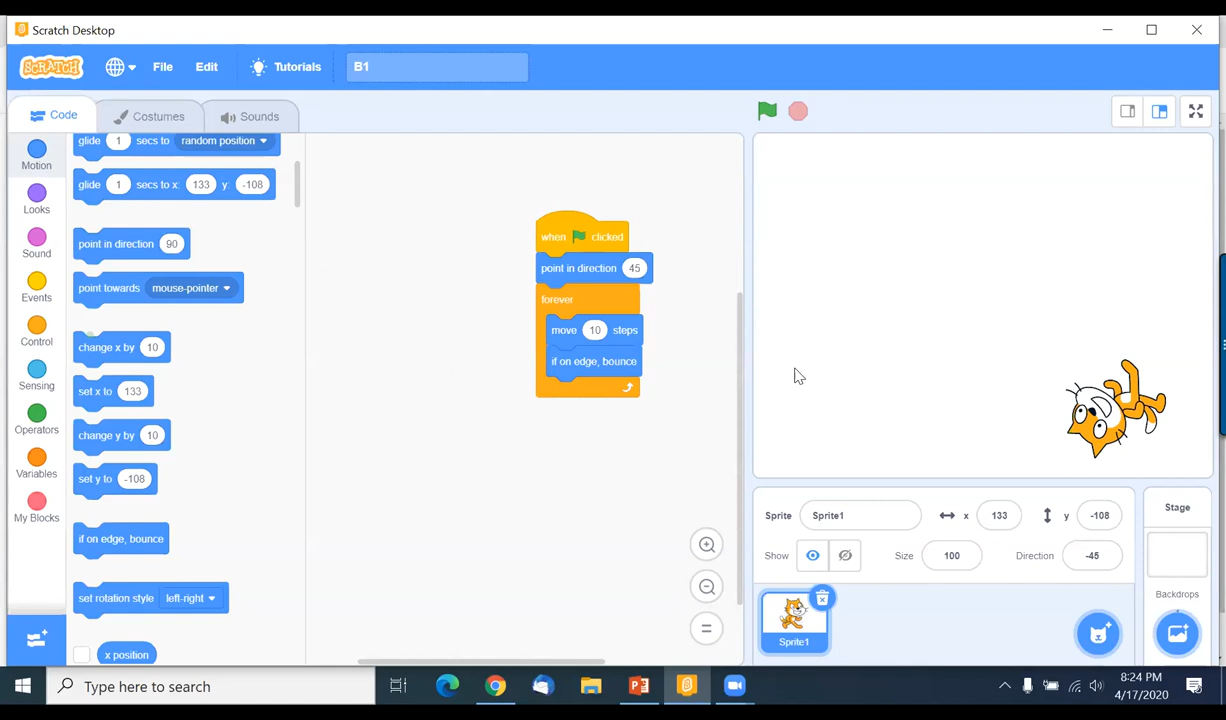 Scratch Desktop
SCRATCH
File
Edit
Tutorials
B1
Code
Costumes
Sounds
Motion
Looks
Sound
Events
Control
Sensing
Operators
Variables
My Blocks
glide 1 secs to random position
glide 1 secs to x: 133 y: -108
point in direction 90
point towards mouse-pointer
change x by 10
set x to 133
change y by 10
set y to -108
if on edge, bounce
set rotation style left-right
x position
when clicked
point in direction 45
forever
move 10 steps
if on edge, bounce
Sprite Sprite1 x 133 y -108
Show Size 100 Direction -45
Sprite1
Stage
Backdrops
Type here to search
8:24 PM
4/17/2020